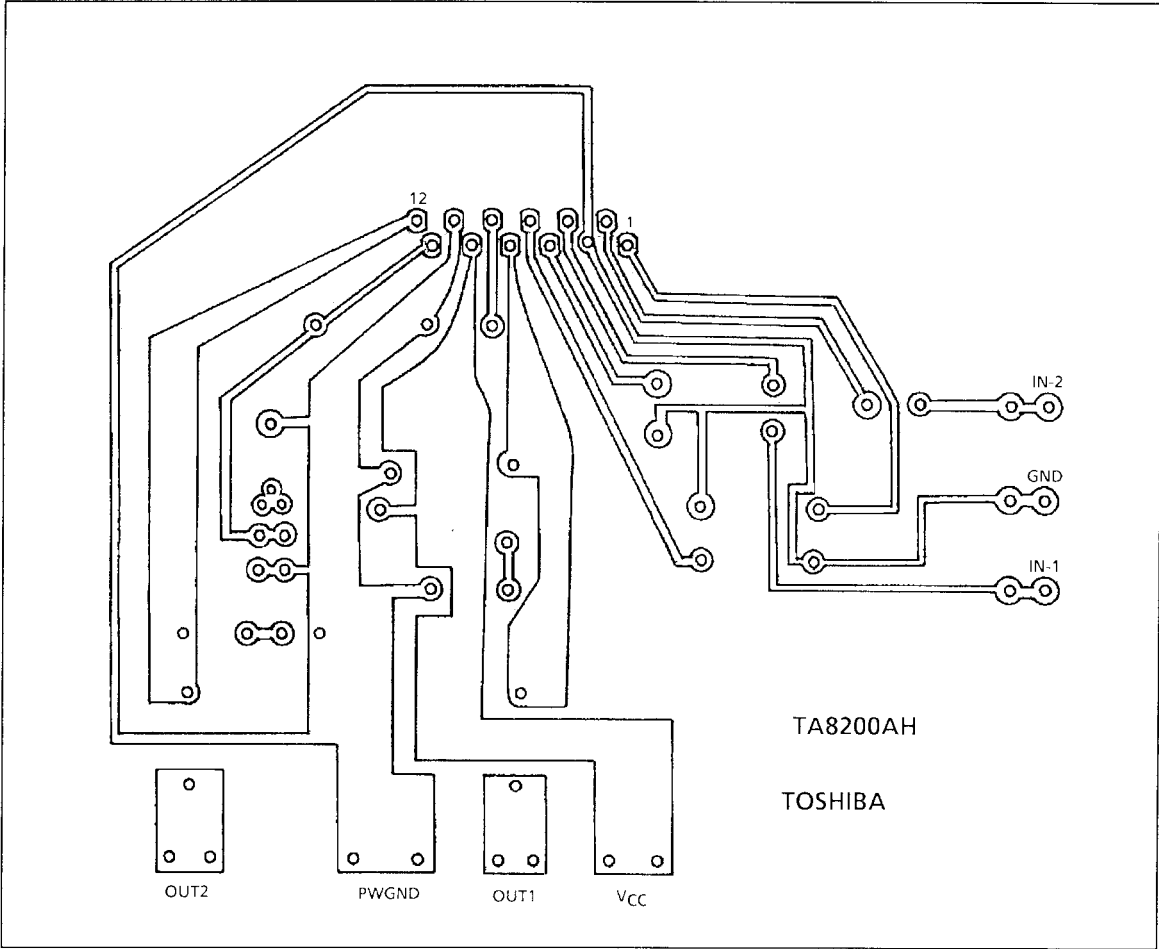 12
1
IN-2
GND
IN-1
TA8200AH
TOSHIBA
OUT2
PWGND
OUT1
VCC